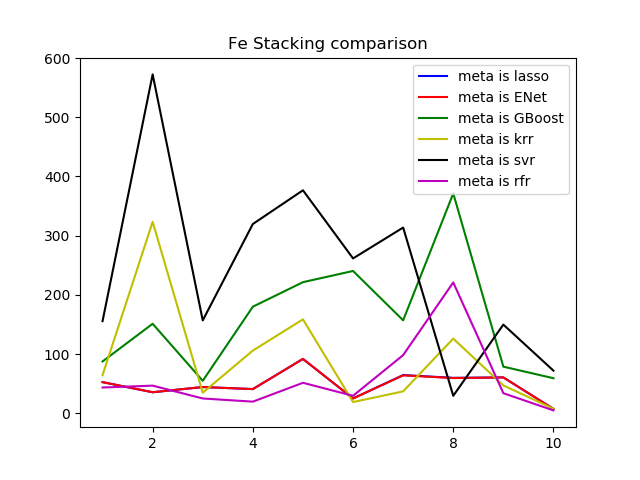 Fe Stacking comparison
600
500
400
300
200
100
0
2
4
6
8
10
meta is lasso
meta is ENet
meta is GBoost
meta is krr
meta is svr
meta is rfr